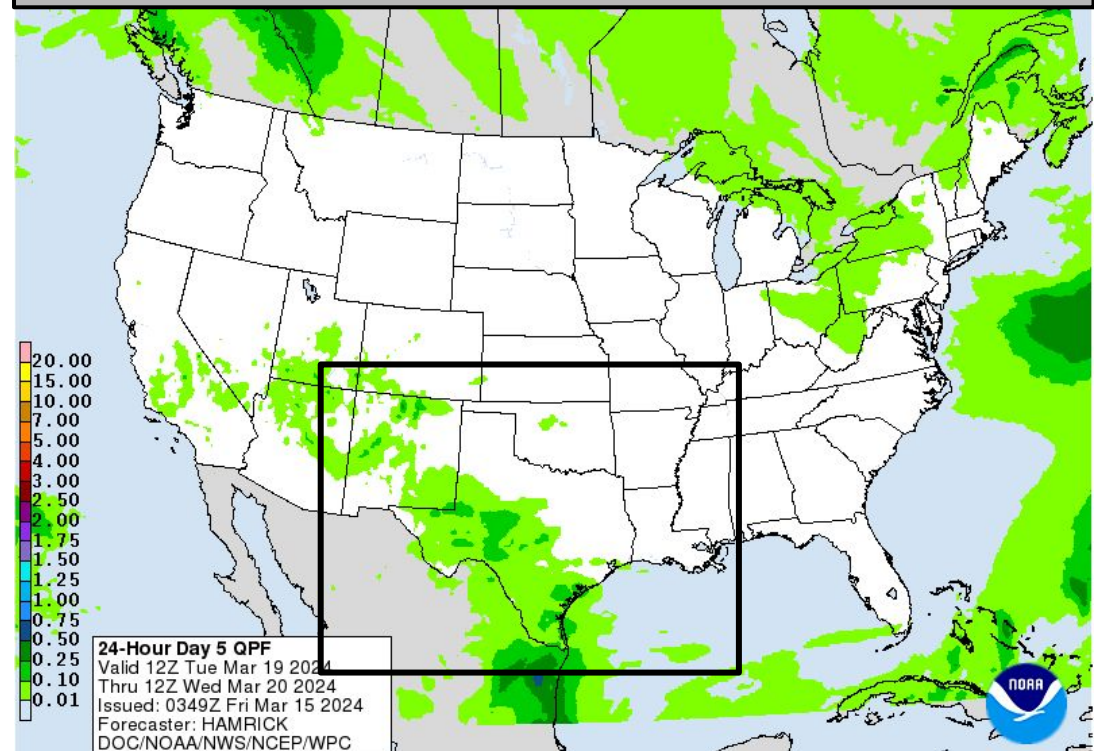 20.00
15.00
10.00
7.00
5.00
4.00
3.00
2.50
2.00
1.75
1.50
1.25
1.00
0.75
0.50
0.25
0.10
0.01
24-Hour Day 5 QPF
Valid 12Z Tue Mar 19 2024
Thru 12Z Wed Mar 20 2024
Issued: 0349Z Fri Mar 15 2024
Forecaster: HAMRICK
DOC/NOAA/NWS/NCEP/WPC
NOAA